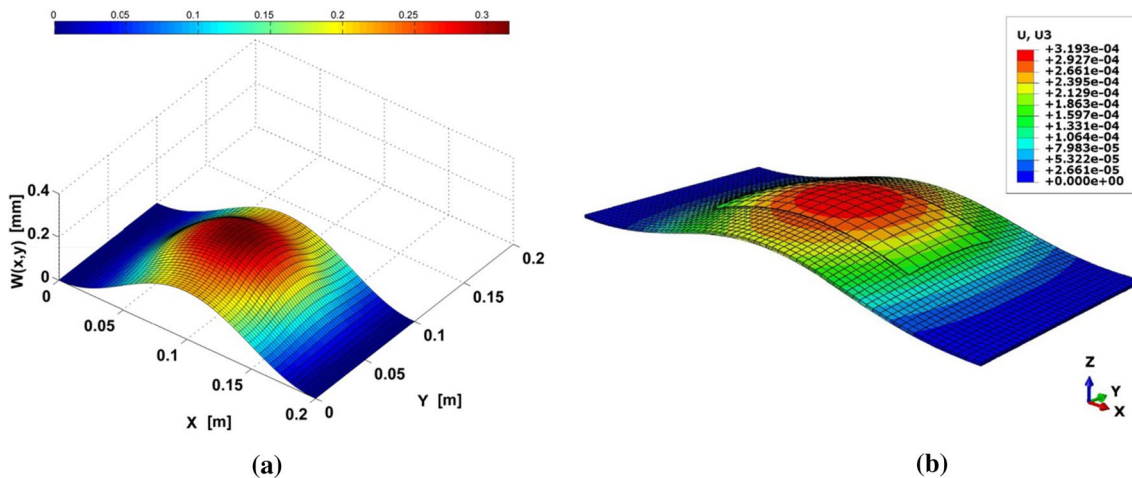 0 0.05 0.1 0.15 0.2 0.25 0.3
W(x,y) [mm]
0.4
0.2
0
0
0.05
0.1
0.15
0.2
X [m]
0
0.05
0.1
0.15
0.2
Y [m]
(a)
U, U3
+3.193e-04
+2.927e-04
+2.661e-04
+2.395e-04
+2.129e-04
+1.863e-04
+1.597e-04
+1.331e-04
+1.064e-04
+7.983e-05
+5.322e-05
+2.661e-05
+0.000e+00
Z
Y
X
(b)